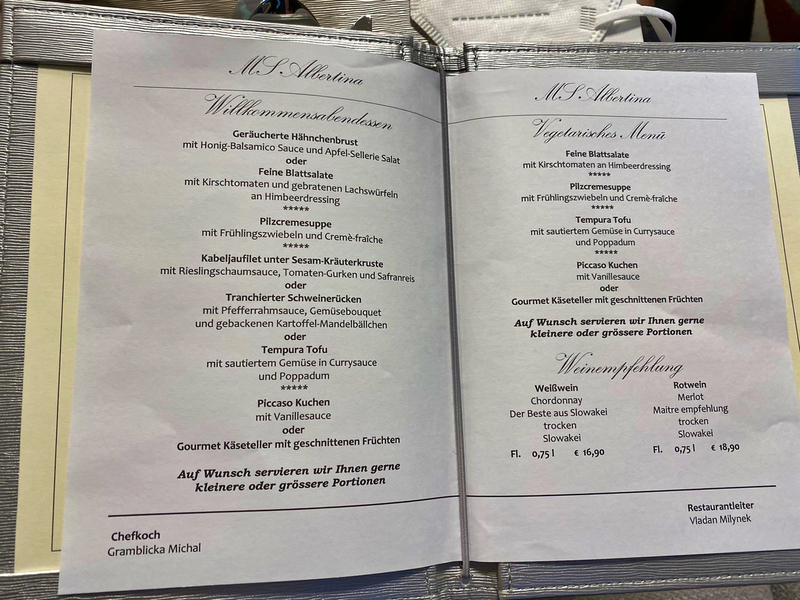 MS Albertina
Willkommensabendessen
Geräucherte Hähnchenbrust
mit Honig-Balsamico Sauce und Apfel-Sellerie Salat
oder
Feine Blattsalate
mit Kirschtomaten und gebratenen Lachswürfeln
an Himbeerdressing
*****
Pilzcremesuppe
mit Frühlingszwiebeln und Cremè-fraîche
*****
Kabeljaufilet unter Sesam-Kräuterkruste
mit Rieslingschaumsauce, Tomaten-Gurken und Safranreis
oder
Tranchierter Schweinerücken
mit Pfefferrahmsauce, Gemüsebouquet
und gebackenen Kartoffel-Mandelbällchen
oder
Tempura Tofu
mit sautiertem Gemüse in Currysauce
und Poppadum
*****
Piccaso Kuchen
mit Vanillesauce
oder
Gourmet Käseteller mit geschnittenen Früchten
Auf Wunsch servieren wir Ihnen gerne
kleinere oder grössere Portionen
Chefkoch
Gramblicka Michal
MS Albertina
Vegetarisches Menü
Feine Blattsalate
mit Kirschtomaten an Himbeerdressing
*****
Pilzcremesuppe
mit Frühlingszwiebeln und Cremè-fraîche
*****
Tempura Tofu
mit sautiertem Gemüse in Currysauce
und Poppadum
*****
Piccaso Kuchen
mit Vanillesauce
oder
Gourmet Käseteller mit geschnittenen Früchten
Auf Wunsch servieren wir Ihnen gerne
kleinere oder grössere Portionen
Weinempfehlung
Weißwein
Chordonnay
Der Beste aus Slowakei
trocken
Slowakei
Fl. 0,75 l € 16,90
Rotwein
Merlot
Maitre empfehlung
trocken
Slowakei
Fl. 0,75 l € 18,90
Restaurantleiter
Vladan Milynek